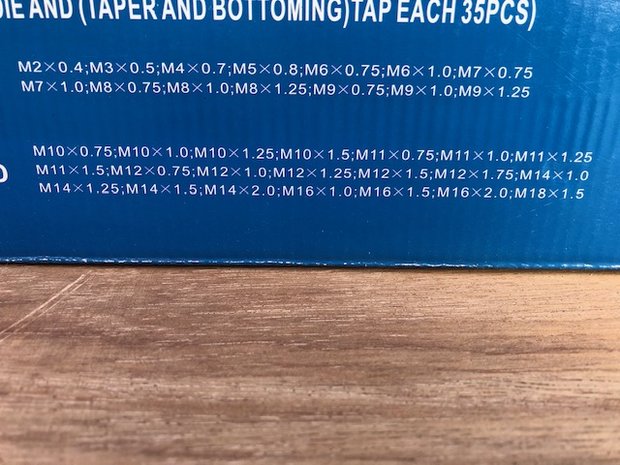 DIE AND (TAPER AND BOTTOMING)TAP EACH 35PCS)
M2×0.4;M3×0.5;M4×0.7;M5×0.8;M6×0.75;M6×1.0;M7×0.75
M7×1.0;M8×0.75;M8×1.0;M8×1.25;M9×0.75;M9×1.0;M9×1.25
M10×0.75;M10×1.0;M10×1.25;M10×1.5;M11×0.75;M11×1.0;M11×1.25
M11×1.5;M12×0.75;M12×1.0;M12×1.25;M12×1.5;M12×1.75;M14×1.0
M14×1.25;M14×1.5;M14×2.0;M16×1.0;M16×1.5;M16×2.0;M18×1.5